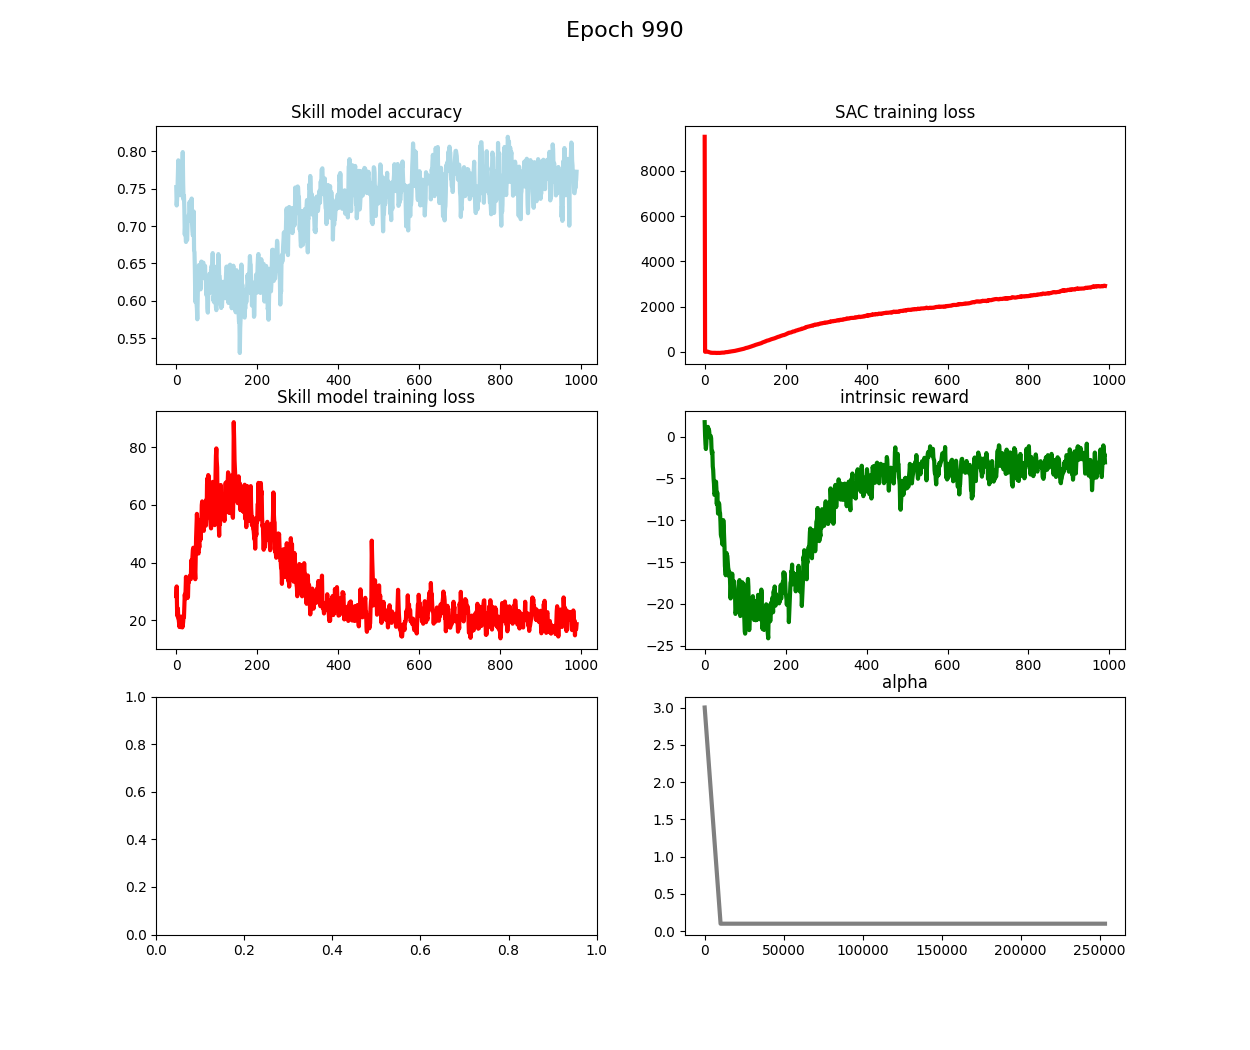 Epoch 990
Skill model accuracy
0.80
0.75
0.70
0.65
0.60
0.55
0 200 400 600 800 1000
SAC training loss
8000
6000
4000
2000
0
0 200 400 600 800 1000
Skill model training loss
80
60
40
20
0 200 400 600 800 1000
intrinsic reward
0
−5
−10
−15
−20
−25
0 200 400 600 800 1000
1.0
0.8
0.6
0.4
0.2
0.0
0.0 0.2 0.4 0.6 0.8 1.0
alpha
3.0
2.5
2.0
1.5
1.0
0.5
0.0
0 50000 100000 150000 200000 250000